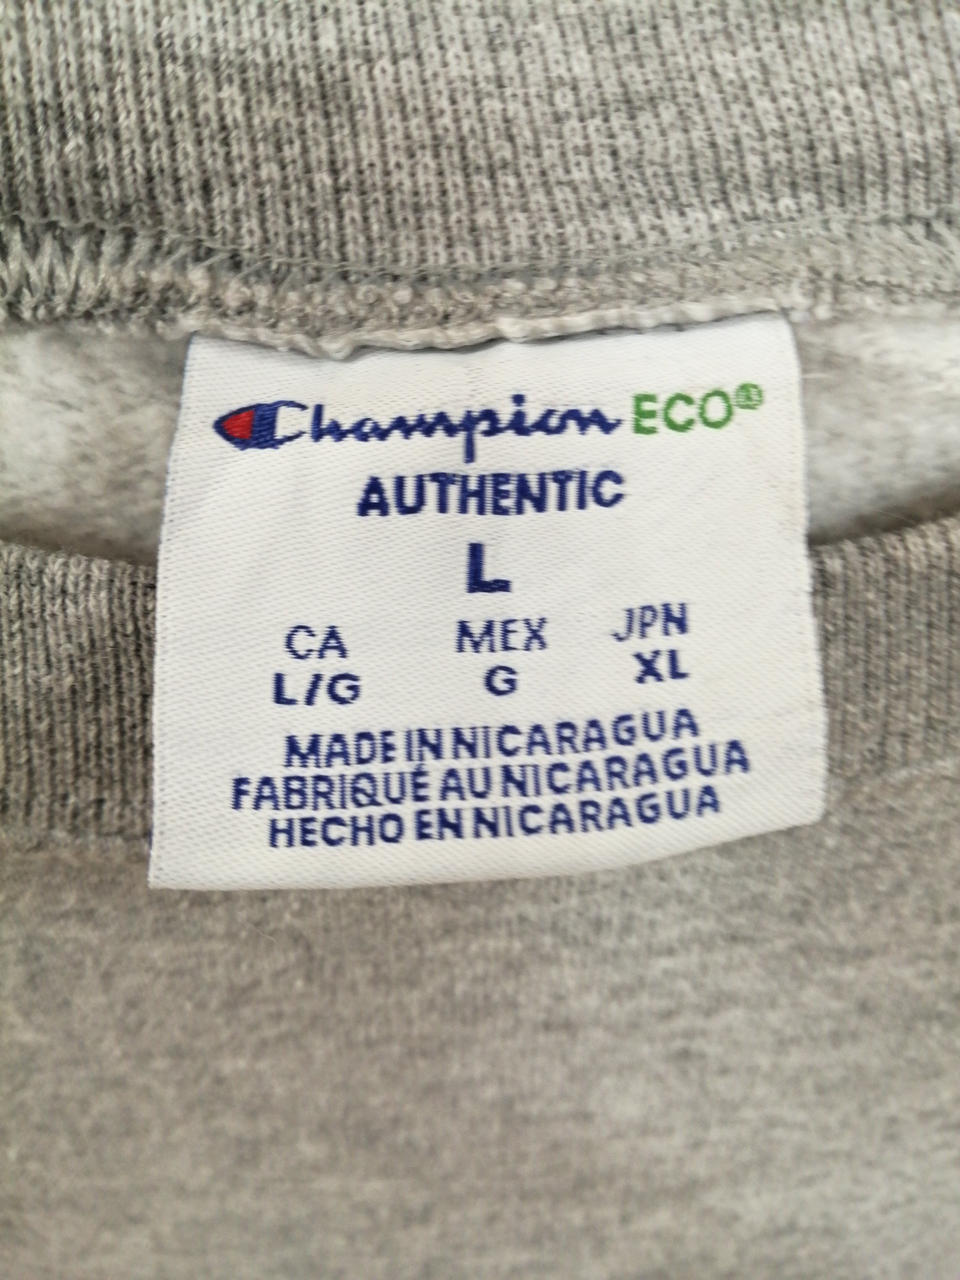 Champion ECO®
AUTHENTIC
L
CA MEX JPN
L/G G XL
MADE IN NICARAGUA
FABRIQUÉ AU NICARAGUA
HECHO EN NICARAGUA